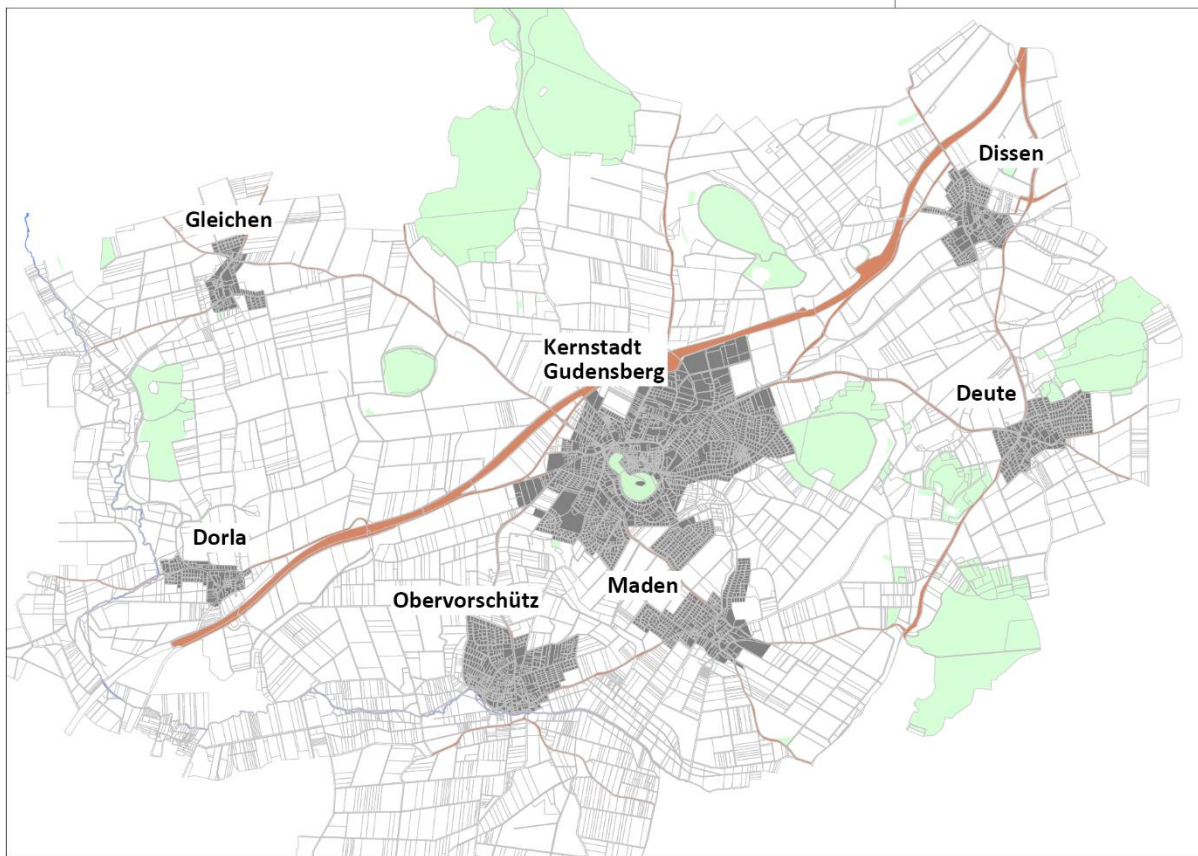 Dissen
Gleichen
Kernstadt
Gudensberg
Deute
Dorla
Maden
Obervorschütz